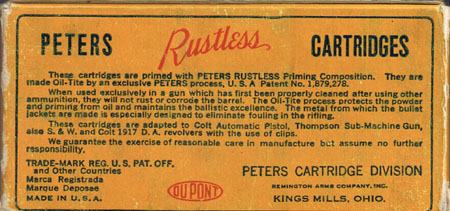 PETERS Rustless CARTRIDGES
These cartridges are primed with PETERS RUSTLESS Priming Composition. They are
made Oil-Tite by an exclusive PETERS process, U.S.A Patent No. 1,879,278.
When used exclusively in a gun which has first been properly cleaned after using other
ammunition, they will not rust or corrode the barrel. The Oil-Tite process protects the powder
and priming from oil and maintains the ballistic excellence. The metal from which the bullet
jackets are made is especially designed to eliminate fouling in the rifling.
These cartridges are adapted to Colt Automatic Pistol, Thompson Sub-Machine Gun,
also S. & W. and Colt 1917 D.A. revolvers with the use of clips.
We guarantee the exercise of reasonable care in manufacture but assume no further
responsibility.
TRADE-MARK REG. U.S. PAT. OFF.
and Other Countries
Marca Registrada
Marque Deposee
MADE IN U.S.A.
DU PONT
PETERS CARTRIDGE DIVISION
REMINGTON ARMS COMPANY, INC.
KINGS MILLS, OHIO.